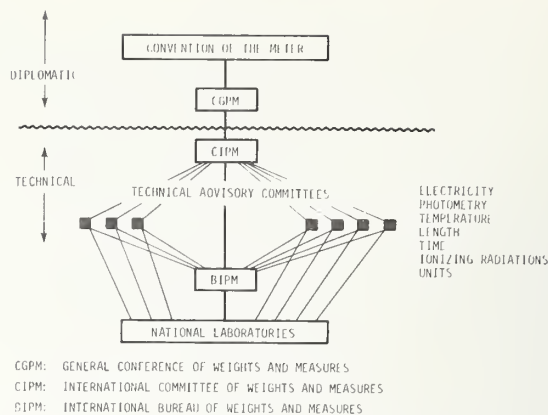 CONVENTION OF THE METER
DIPLOMATIC
CGPM
CIPM
TECHNICAL
TECHNICAL ADVISORY COMMITTEES
ELECTRICITY
PHOTOMETRY
TEMPERATURE
LENGTH
TIME
IONIZING RADIATIONS
UNITS
BIPM
NATIONAL LABORATORIES
CGPM: GENERAL CONFERENCE OF WEIGHTS AND MEASURES
CIPM: INTERNATIONAL COMMITTEE OF WEIGHTS AND MEASURES
BIPM: INTERNATIONAL BUREAU OF WEIGHTS AND MEASURES